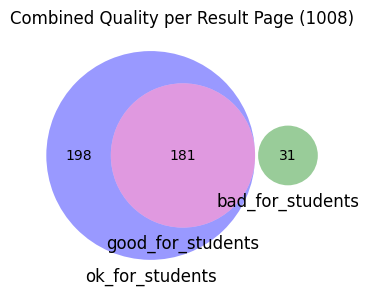 Combined Quality per Result Page (1008)
198
181
31
bad_for_students
good_for_students
ok_for_students